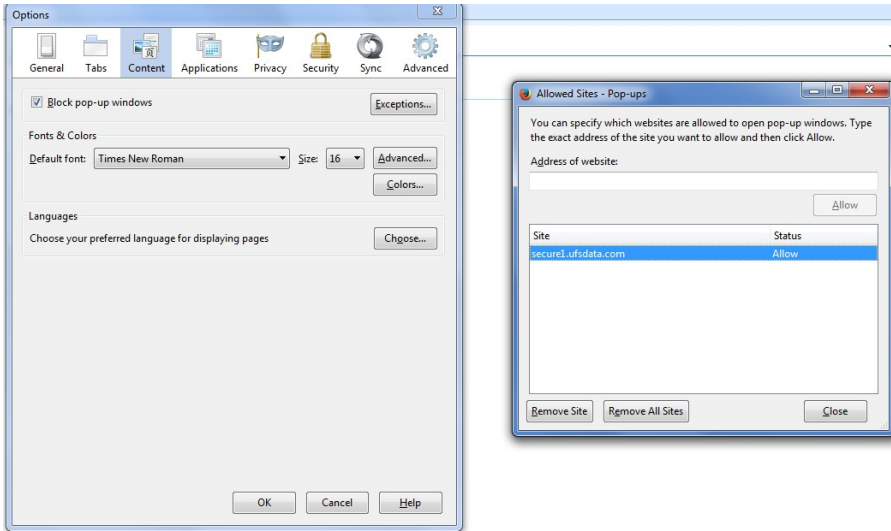 Options
General Tabs Content Applications Privacy Security Sync Advanced
Block pop-up windows Exceptions...
Fonts & Colors
Default font: Times New Roman Size: 16 Advanced...
Colors...
Languages
Choose your preferred language for displaying pages Choose...
OK Cancel Help
Allowed Sites - Pop-ups
You can specify which websites are allowed to open pop-up windows. Type
the exact address of the site you want to allow and then click Allow.
Address of website:
Allow
Site Status
secure1.ufsdata.com Allow
Remove Site Remove All Sites Close